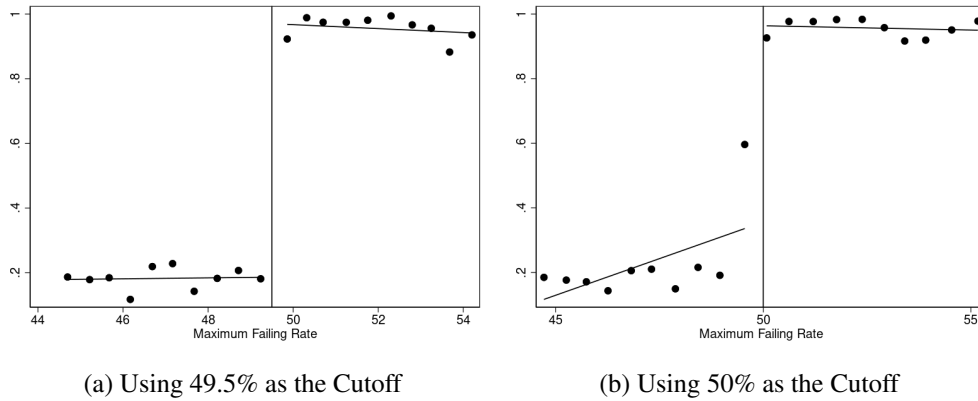 1
.8
.6
.4
.2
44 46 48 50 52 54
Maximum Failing Rate
(a) Using 49.5% as the Cutoff
1
.8
.6
.4
.2
45 50 55
Maximum Failing Rate
(b) Using 50% as the Cutoff